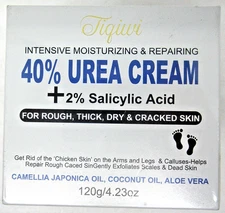 Tiqiwi
INTENSIVE MOISTURIZING & REPAIRING
40% UREA CREAM
+2% Salicylic Acid
FOR ROUGH, THICK, DRY & CRACKED SKIN
Get Rid of the 'Chicken Skin' on the Arms and Legs & Calluses-Helps
Repair Rough Caced SinGently Exfoliates Scales & Dead Skin
CAMELLIA JAPONICA OIL, COCONUT OIL, ALOE VERA
120g/4.23oz